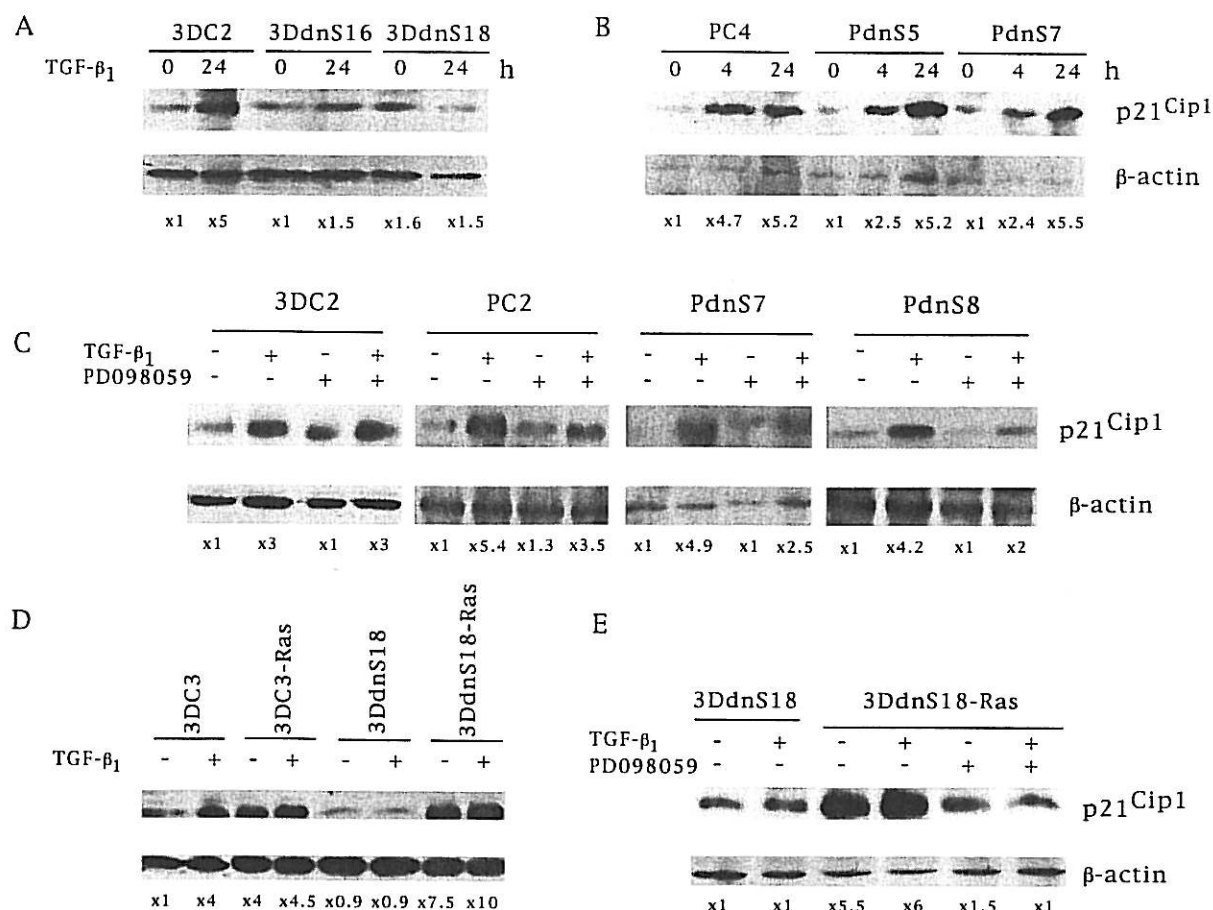 A
3DC2 3DdnS16 3DdnS18
TGF-β1 0 24 0 24 0 24 h
x1 x5 x1 x1.5 x1.6 x1.5
B
PC4 PdnS5 PdnS7
0 4 24 0 4 24 0 4 24 h
p21Cip1
β-actin
x1 x4.7 x5.2 x1 x2.5 x5.2 x1 x2.4 x5.5
C
3DC2 PC2 PdnS7 PdnS8
TGF-β1 - + - + - + - + - + - + - + - +
PD098059 - - + + - - + + - - + + - - + +
p21Cip1
β-actin
x1 x3 x1 x3 x1 x5.4 x1.3 x3.5 x1 x4.9 x1 x2.5 x1 x4.2 x1 x2
D
3DC3 3DC3-Ras 3DdnS18 3DdnS18-Ras
TGF-β1 - + - + - + - +
x1 x4 x4 x4.5 x0.9 x0.9 x7.5 x10
E
3DdnS18 3DdnS18-Ras
TGF-β1 - + - + - +
PD098059 - - - - + +
p21Cip1
β-actin
x1 x1 x5.5 x6 x1.5 x1